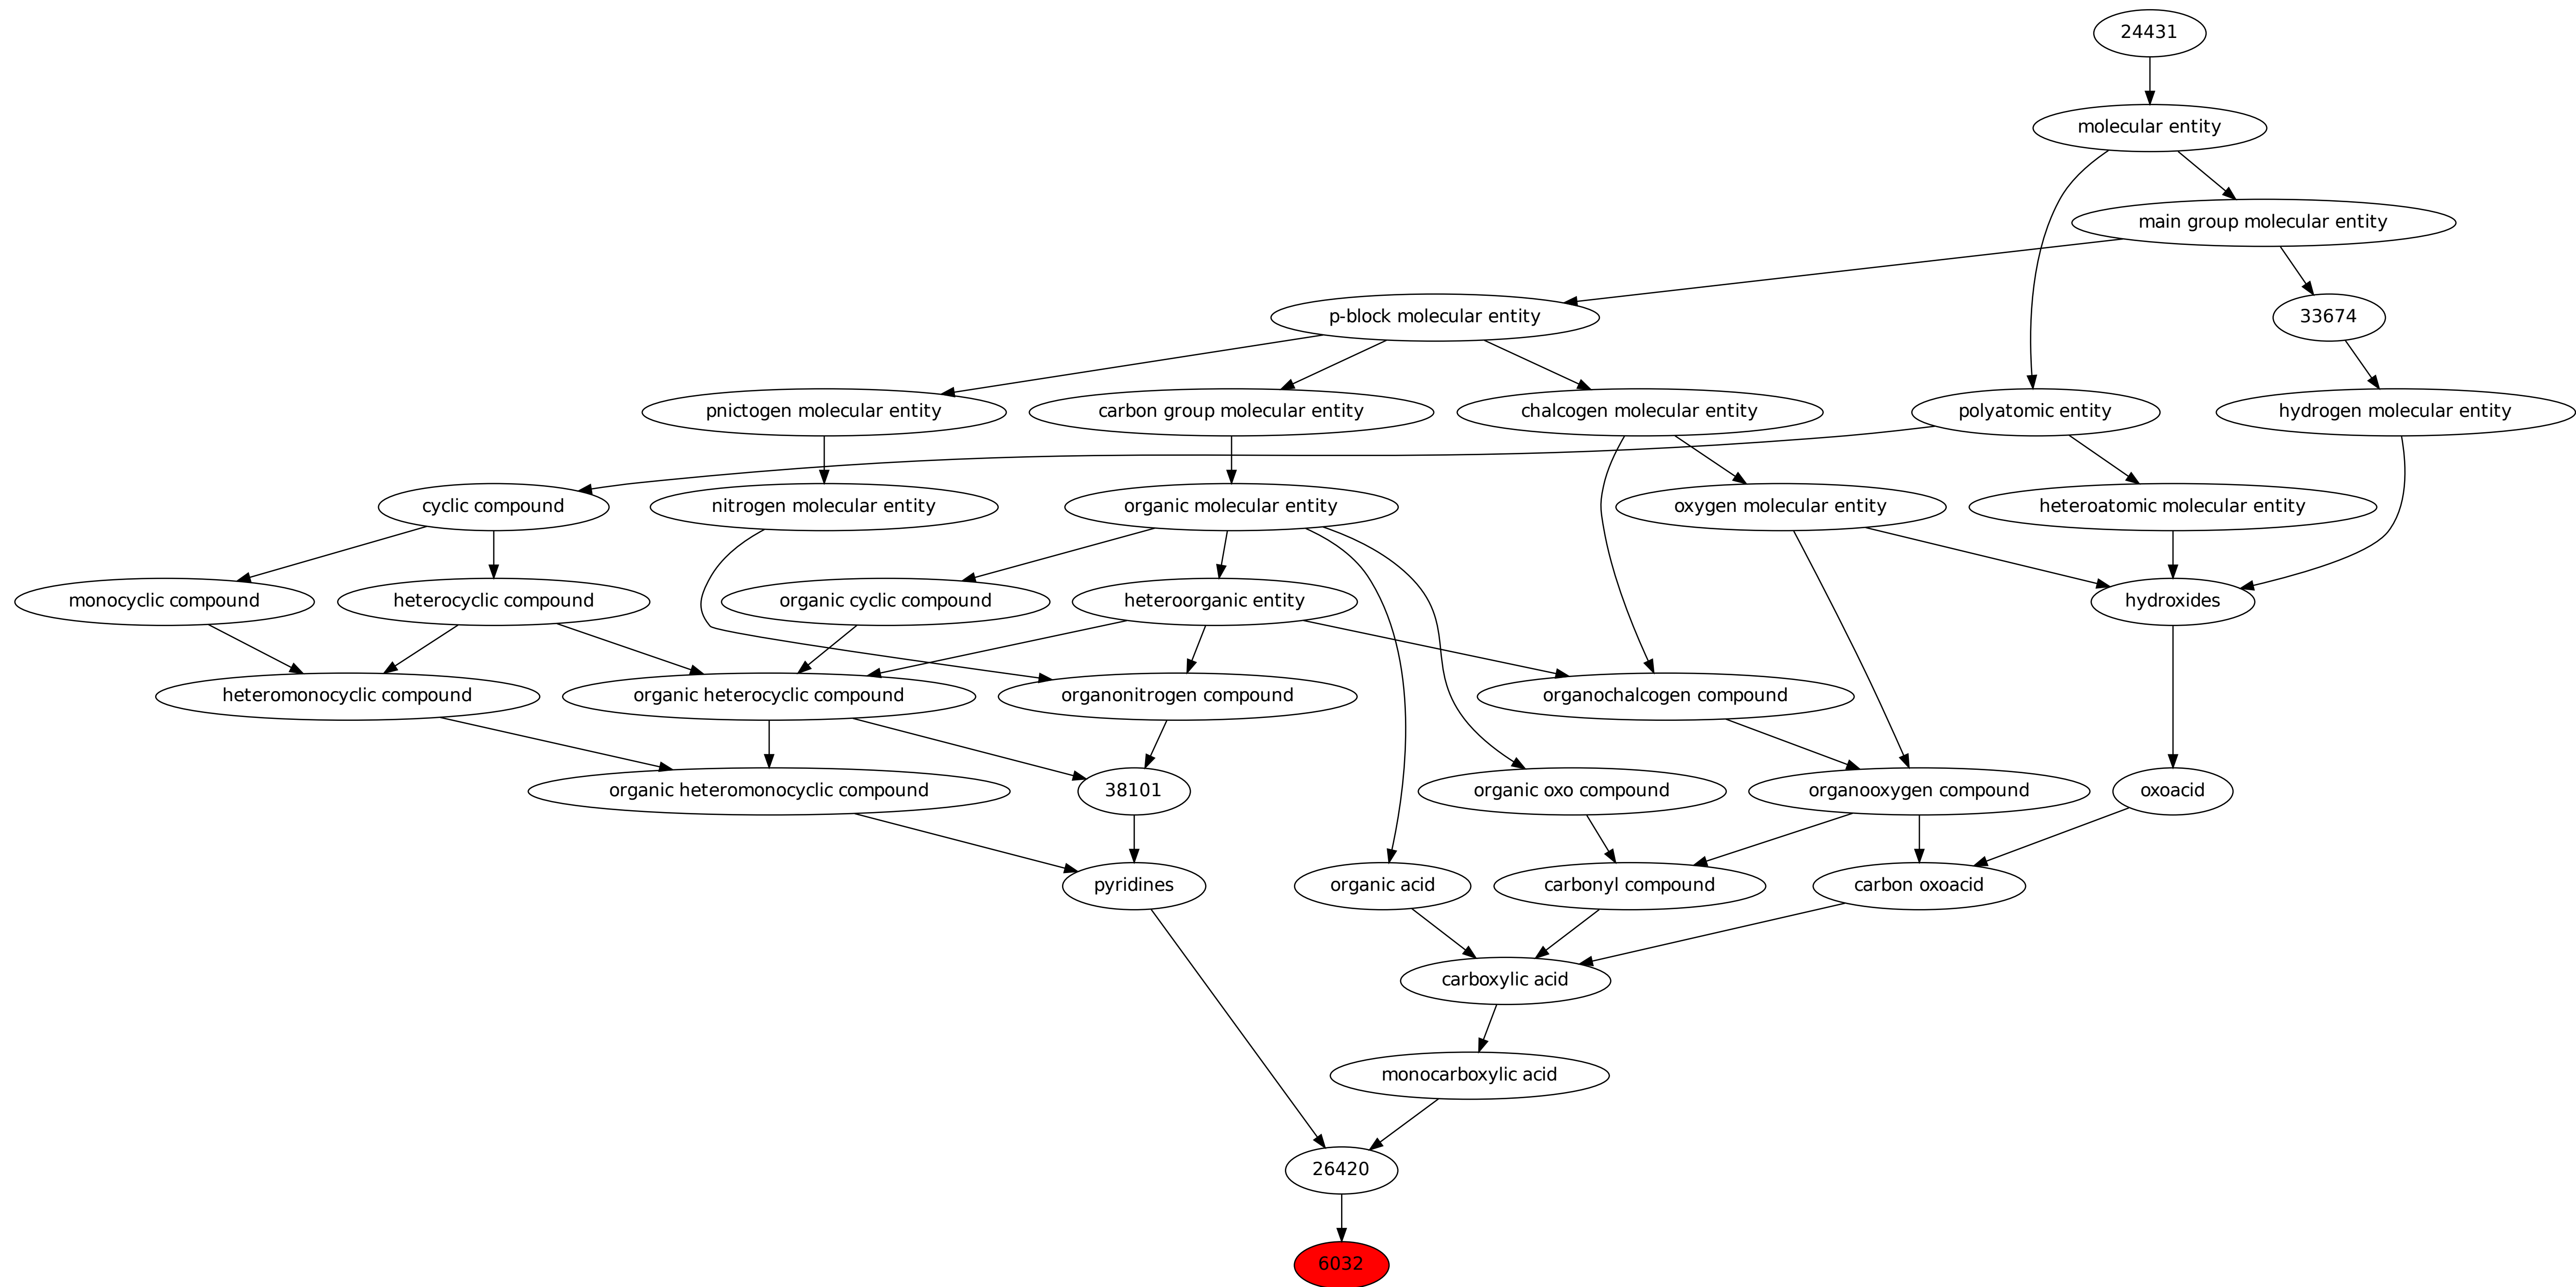 24431
molecular entity
main group molecular entity
p-block molecular entity
33674
pnictogen molecular entity
carbon group molecular entity
chalcogen molecular entity
polyatomic entity
hydrogen molecular entity
cyclic compound
nitrogen molecular entity
organic molecular entity
oxygen molecular entity
heteroatomic molecular entity
monocyclic compound
heterocyclic compound
organic cyclic compound
heteroorganic entity
hydroxides
heteromonocyclic compound
organic heterocyclic compound
organonitrogen compound
organochalcogen compound
organic heteromonocyclic compound
38101
organic oxo compound
organooxygen compound
oxoacid
pyridines
organic acid
carbonyl compound
carbon oxoacid
carboxylic acid
monocarboxylic acid
26420
6032